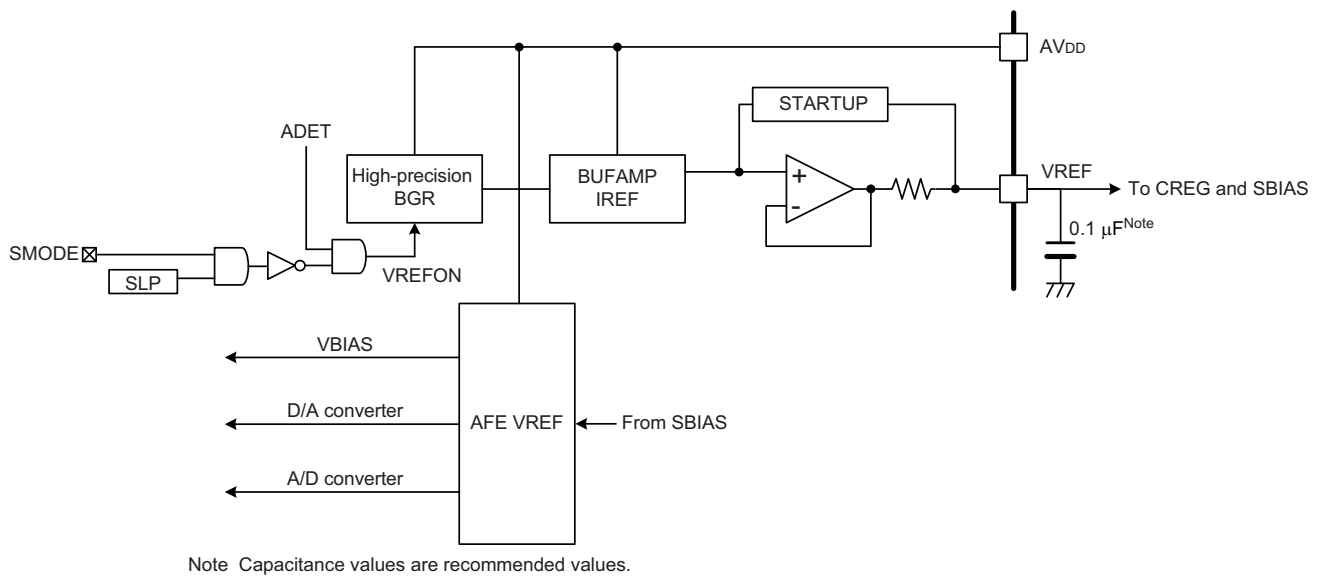 AVDD
STARTUP
ADET
High-precision
BGR
BUFAMP
IREF
+
-
VREF
To CREG and SBIAS
0.1 μFNote
SMODE
SLP
VREFON
VBIAS
D/A converter
AFE VREF
From SBIAS
A/D converter
Note Capacitance values are recommended values.